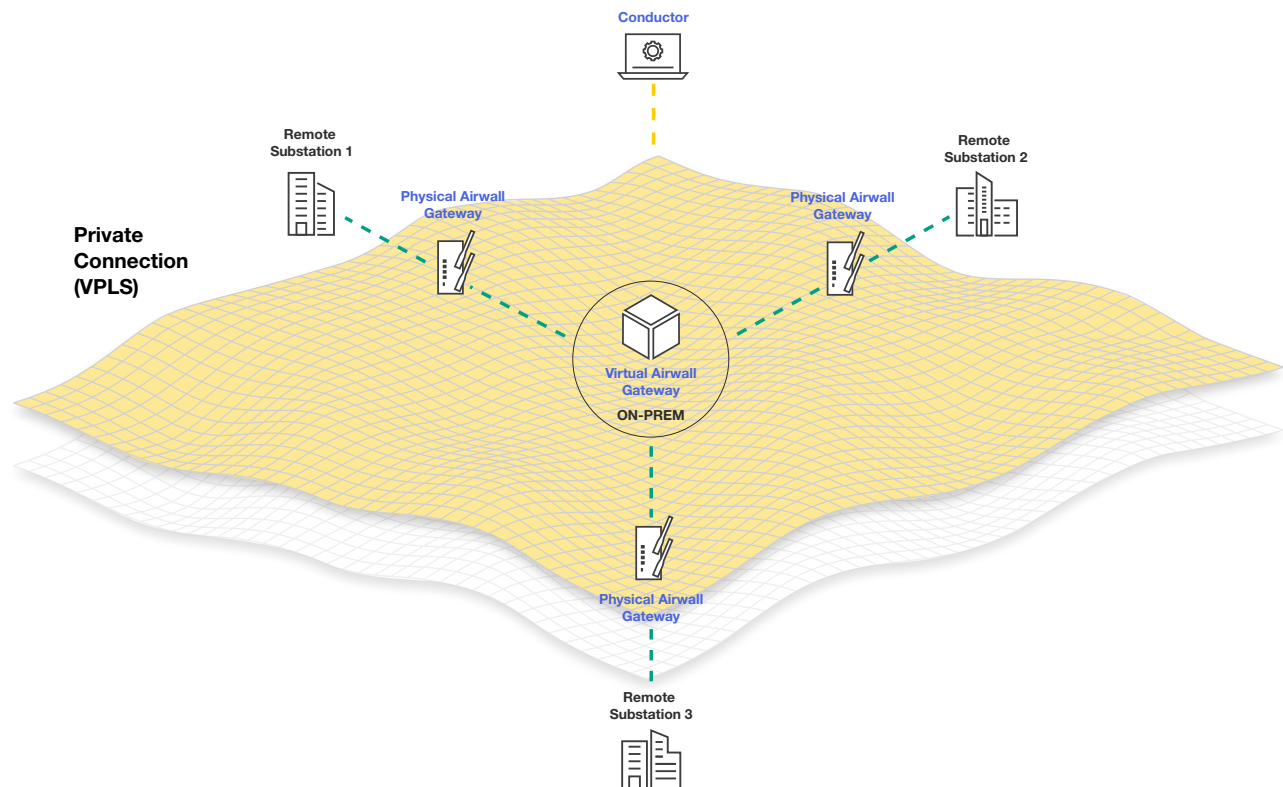 Conductor
Remote
Substation 1
Remote
Substation 2
Physical Airwall
Gateway
Physical Airwall
Gateway
Private
Connection
(VPLS)
Virtual Airwall
Gateway
ON-PREM
Physical Airwall
Gateway
Remote
Substation 3